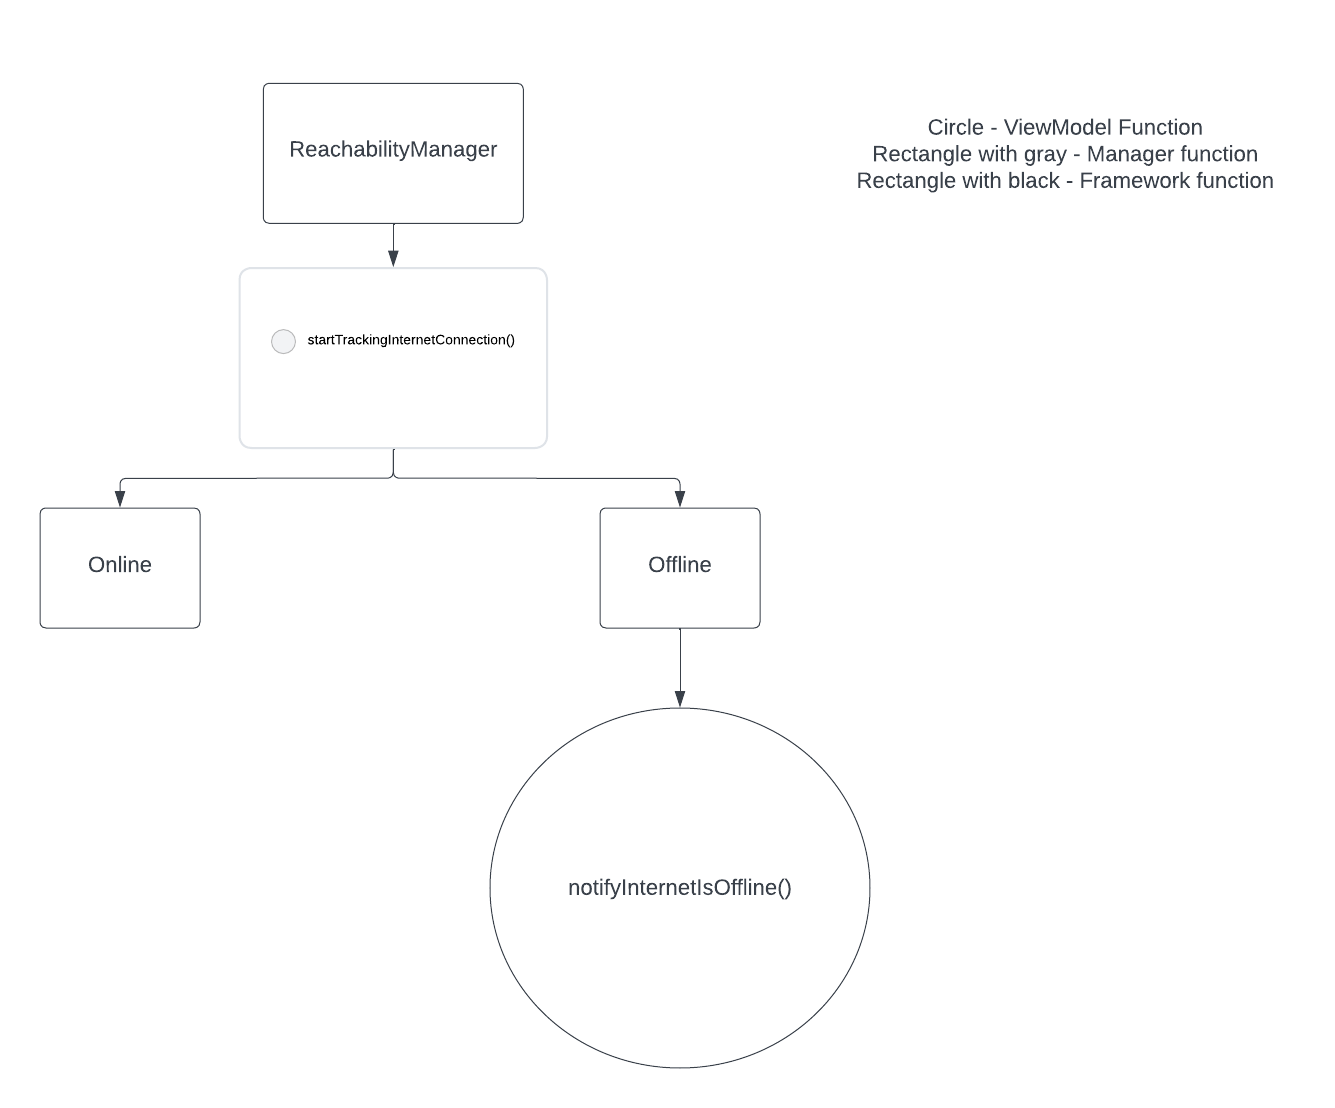 ReachabilityManager
Circle - ViewModel Function
Rectangle with gray - Manager function
Rectangle with black - Framework function
startTrackingInternetConnection()
Online
Offline
notifyInternetIsOffline()